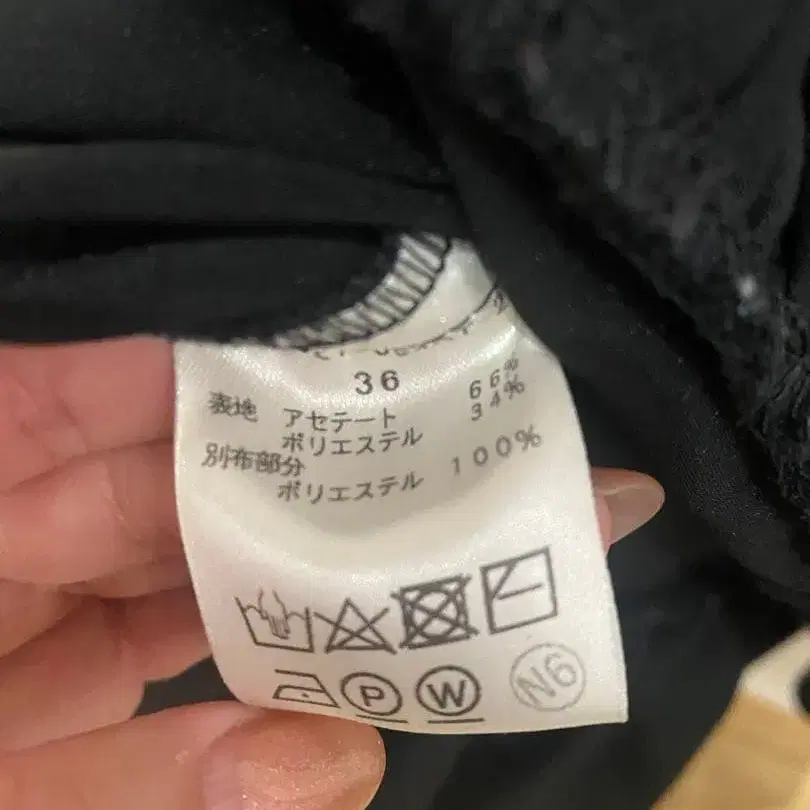 36
表地 アセテート 66%
ポリエステル 34%
別布部分
ポリエステル 100%
P W N6